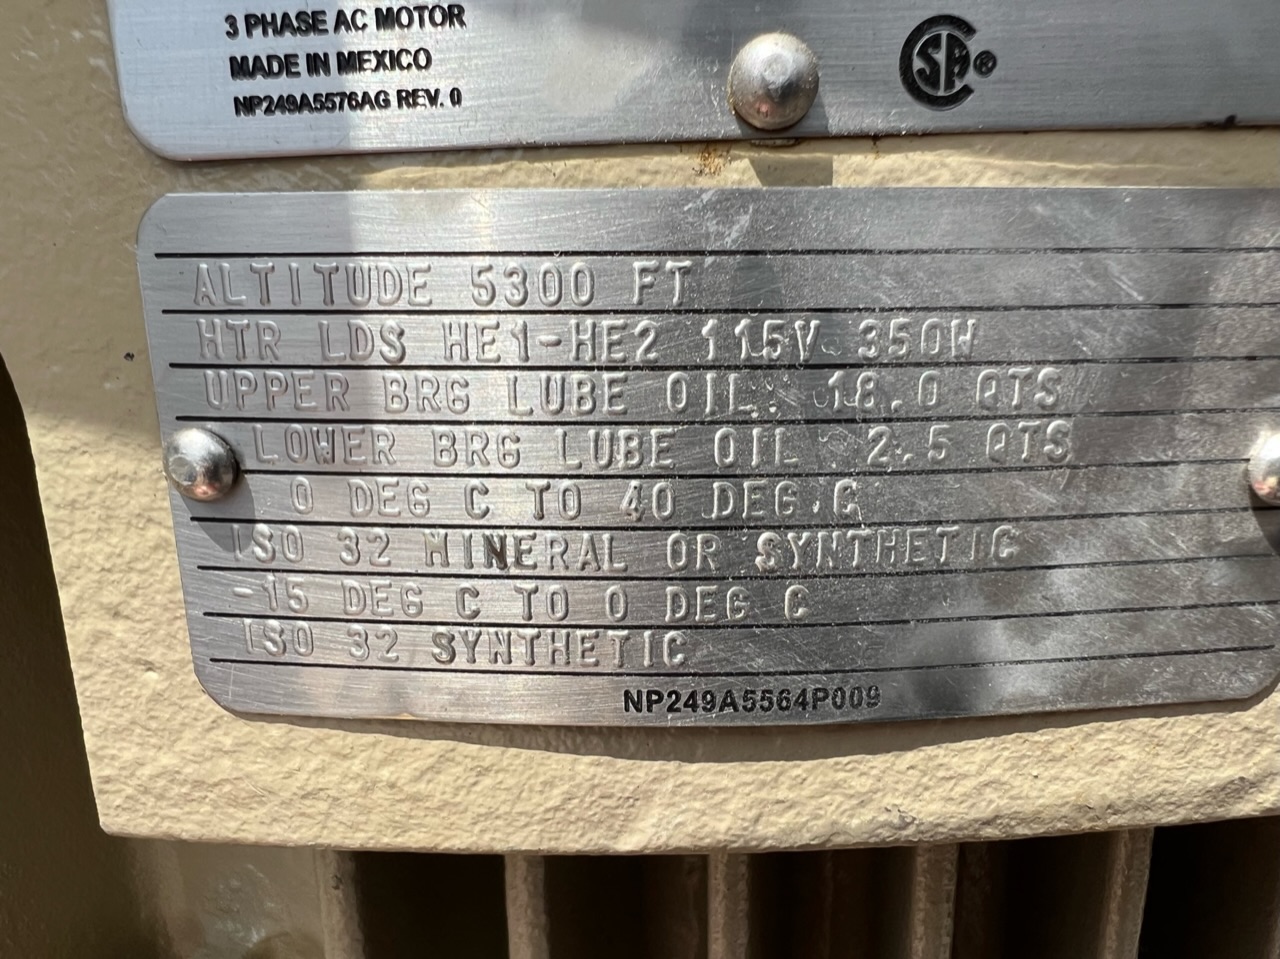 3 PHASE AC MOTOR
MADE IN MEXICO
NP249A5576AG REV. 0
SA®
ALTITUDE 5300 FT
HTR LDS HE1-HE2 115V 350W
UPPER BRG LUBE OIL: 18.0 QTS
LOWER BRG LUBE OIL : 2.5 QTS
0 DEG C TO 40 DEG C
ISO 32 MINERAL OR SYNTHETIC
-15 DEG C TO 0 DEG C
ISO 32 SYNTHETIC
NP249A5564P009